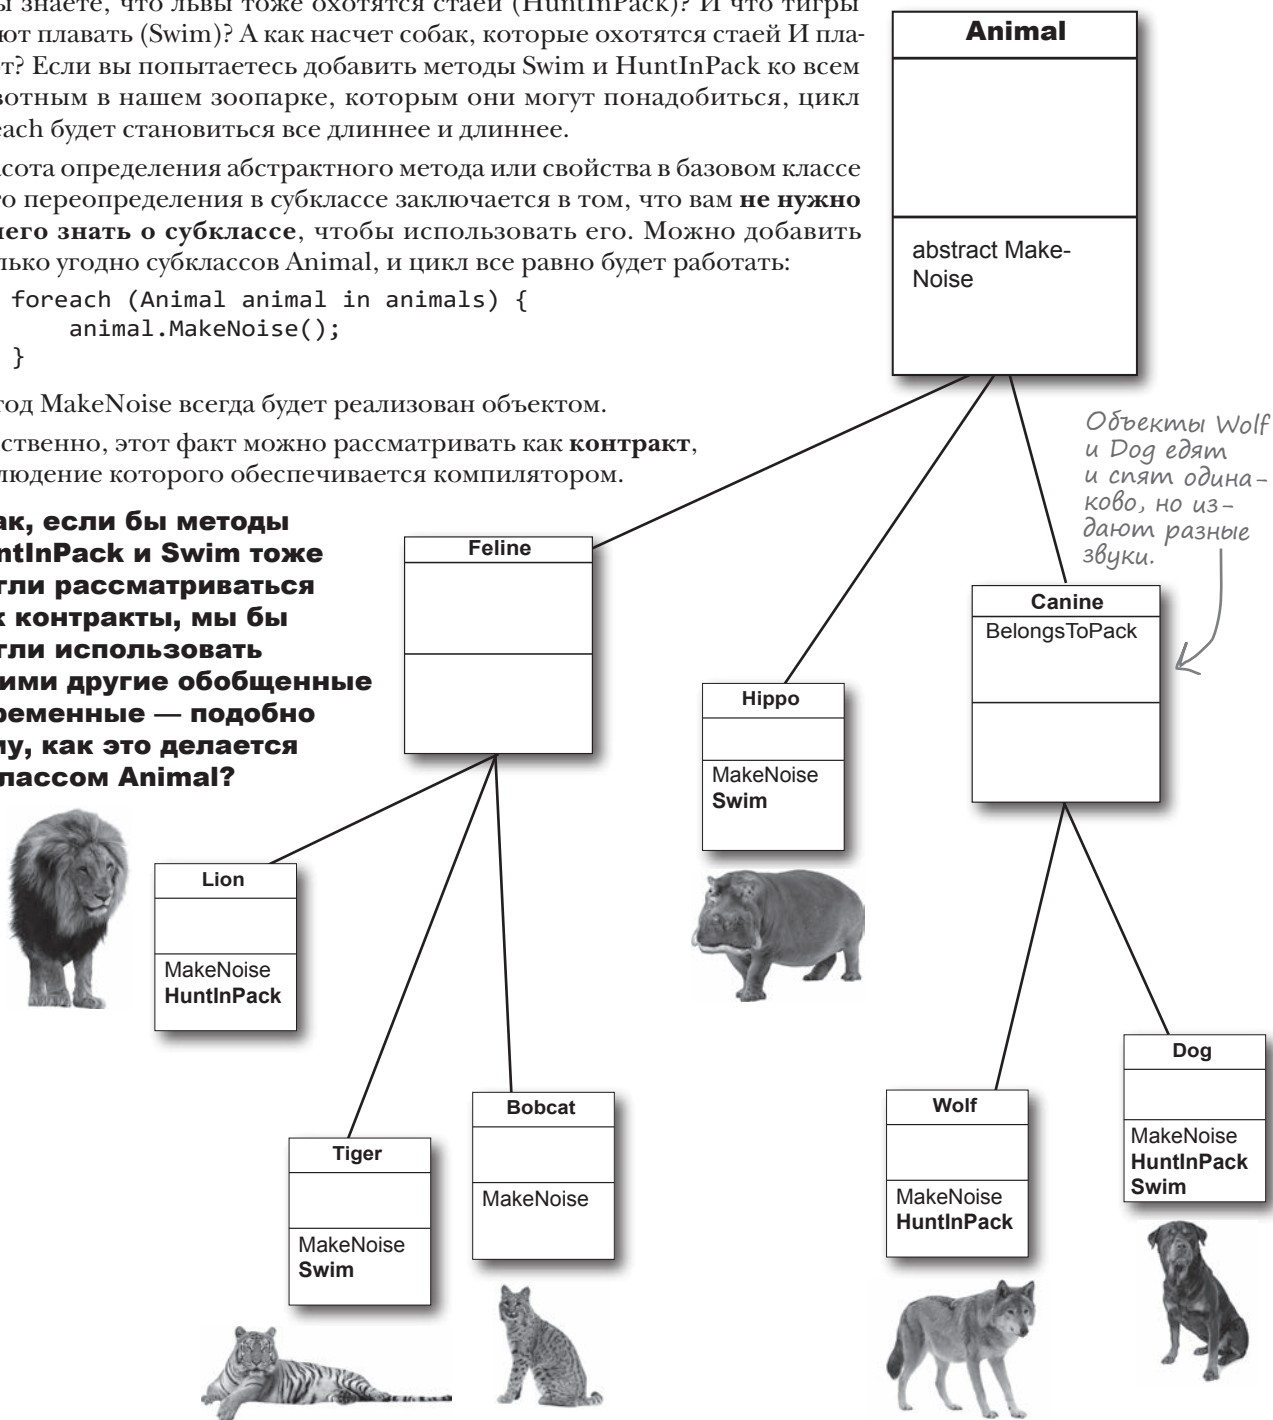 ы знаете, что львы тоже охотятся стаей (HuntInPack)? И что тигры
ют плавать (Swim)? А как насчет собак, которые охотятся стаей И пла-
т? Если вы попытаетесь добавить методы Swim и HuntInPack ко всем
вотным в нашем зоопарке, которым они могут понадобиться, цикл
each будет становиться все длиннее и длиннее.
асота определения абстрактного метода или свойства в базовом классе
го переопределения в субклассе заключается в том, что вам не нужно
чего знать о субклассе, чтобы использовать его. Можно добавить
лько угодно субклассов Animal, и цикл все равно будет работать:
foreach (Animal animal in animals) {
animal.MakeNoise();
}
тод MakeNoise всегда будет реализован объектом.
ственно, этот факт можно рассматривать как контракт,
людение которого обеспечивается компилятором.
ак, если бы методы
ntInPack и Swim тоже
гли рассматриваться
к контракты, мы бы
гли использовать
ими другие обобщенные
ременные — подобно
му, как это делается
лассом Animal?
Animal
abstract Make-
Noise
Объекты Wolf
и Dog едят
и спят одина-
ково, но из-
дают разные
звуки.
Feline
Canine
BelongsToPack
Hippo
MakeNoise
Swim
Lion
MakeNoise
HuntInPack
Tiger
MakeNoise
Swim
Bobcat
MakeNoise
Wolf
MakeNoise
HuntInPack
Dog
MakeNoise
HuntInPack
Swim